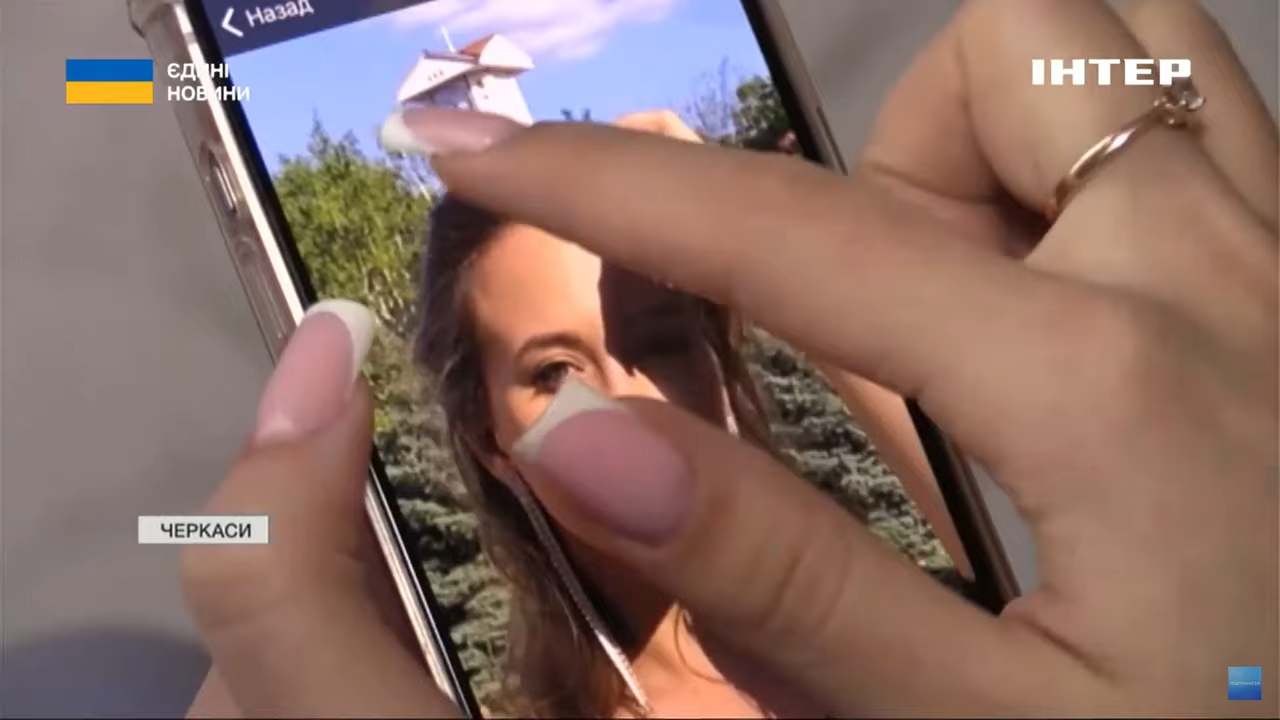 Назад
ЄДИНІ
НОВИНИ
ІНТЕР
ЧЕРКАСИ